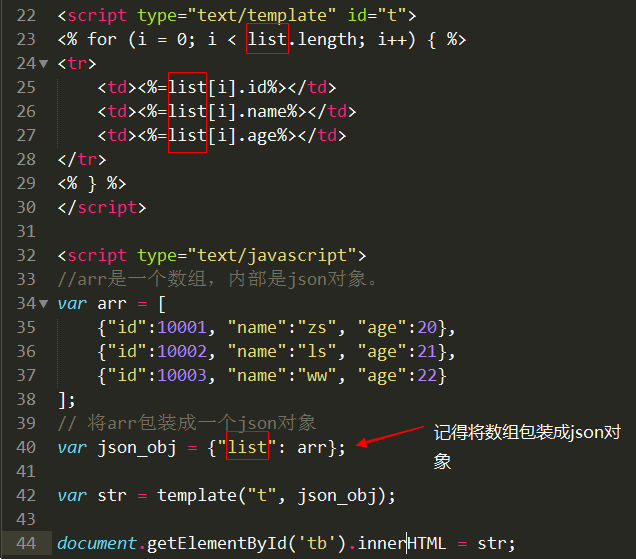 22 <script type="text/template" id="t">
23 <% for (i = 0; i < list.length; i++) { %>
24 <tr>
25     <td><%=list[i].id%></td>
26     <td><%=list[i].name%></td>
27     <td><%=list[i].age%></td>
28 </tr>
29 <% } %>
30 </script>
31
32 <script type="text/javascript">
33 //arr是一个数组，内部是json对象。
34 var arr = [
35     {"id":10001, "name":"zs", "age":20},
36     {"id":10002, "name":"ls", "age":21},
37     {"id":10003, "name":"ww", "age":22}
38 ];
39 // 将arr包装成一个json对象
40 var json_obj = {"list": arr};
记得将数组包装成json对
象
41
42 var str = template("t", json_obj);
43
44 document.getElementById('tb').innerHTML = str;